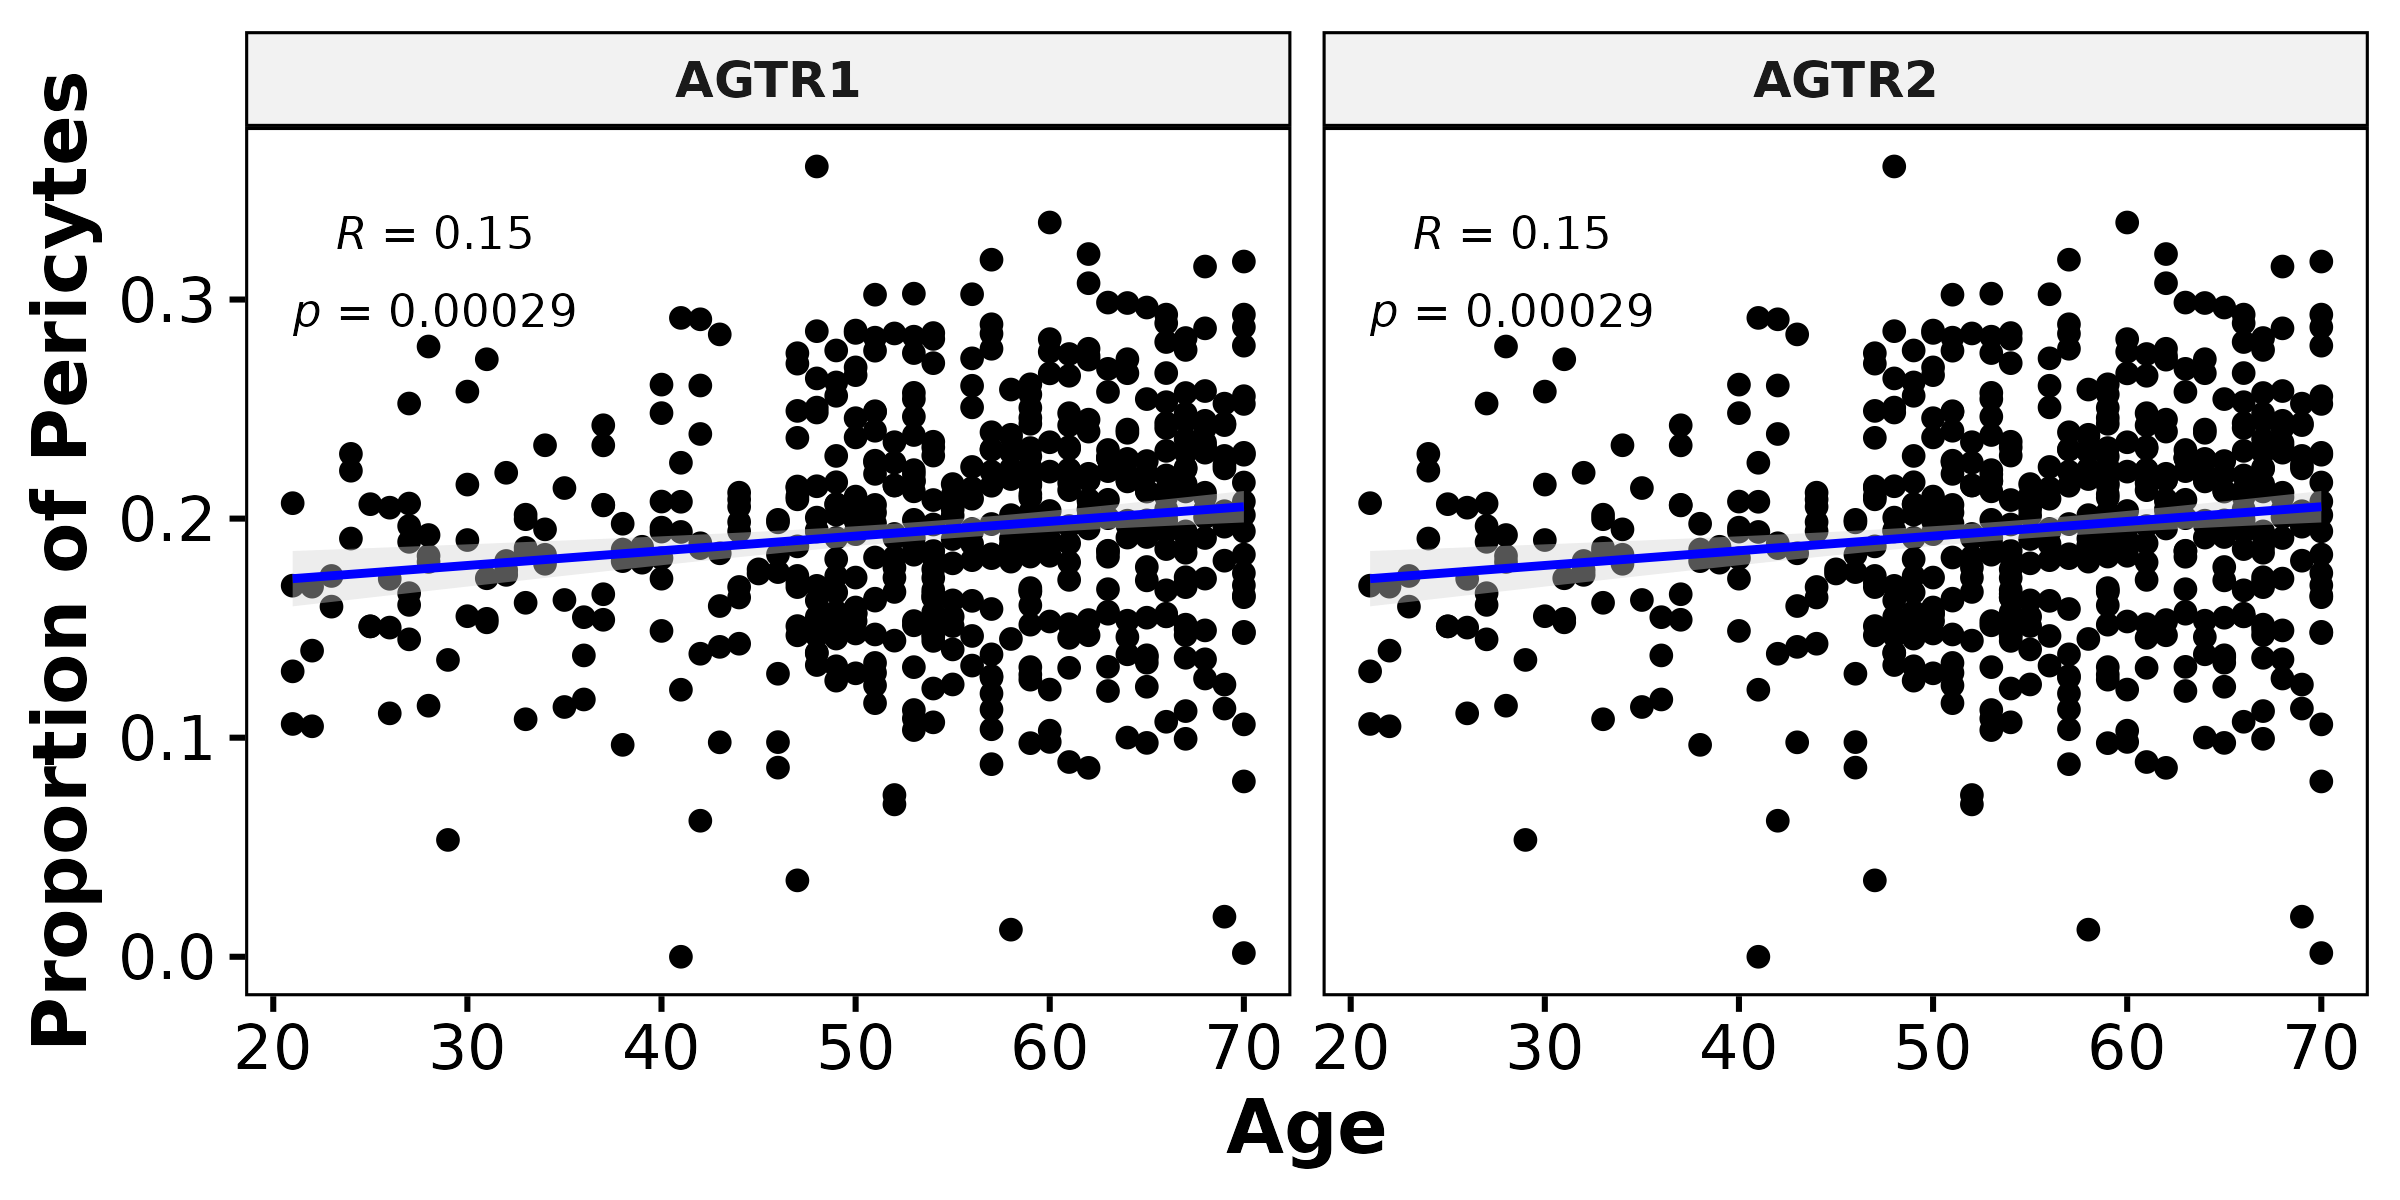 AGTR1
AGTR2
R = 0.15
p = 0.00029
R = 0.15
p = 0.00029
Proportion of Pericytes
0.3
0.2
0.1
0.0
20 30 40 50 60 70
20 30 40 50 60 70
Age